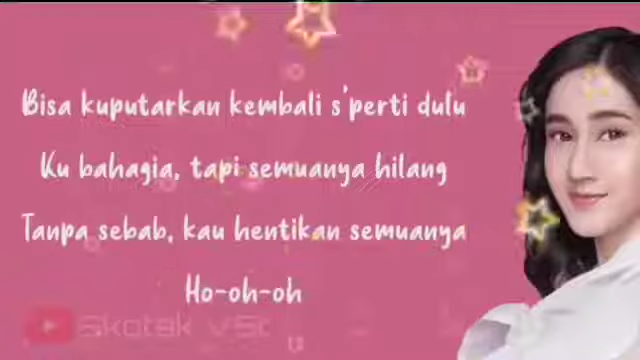 Bisa kuputarkan kembali s'perti dulu
Ku bahagia, tapi semuanya hilang
Tanpa sebab, kau hentikan semuanya
Ho-oh-oh